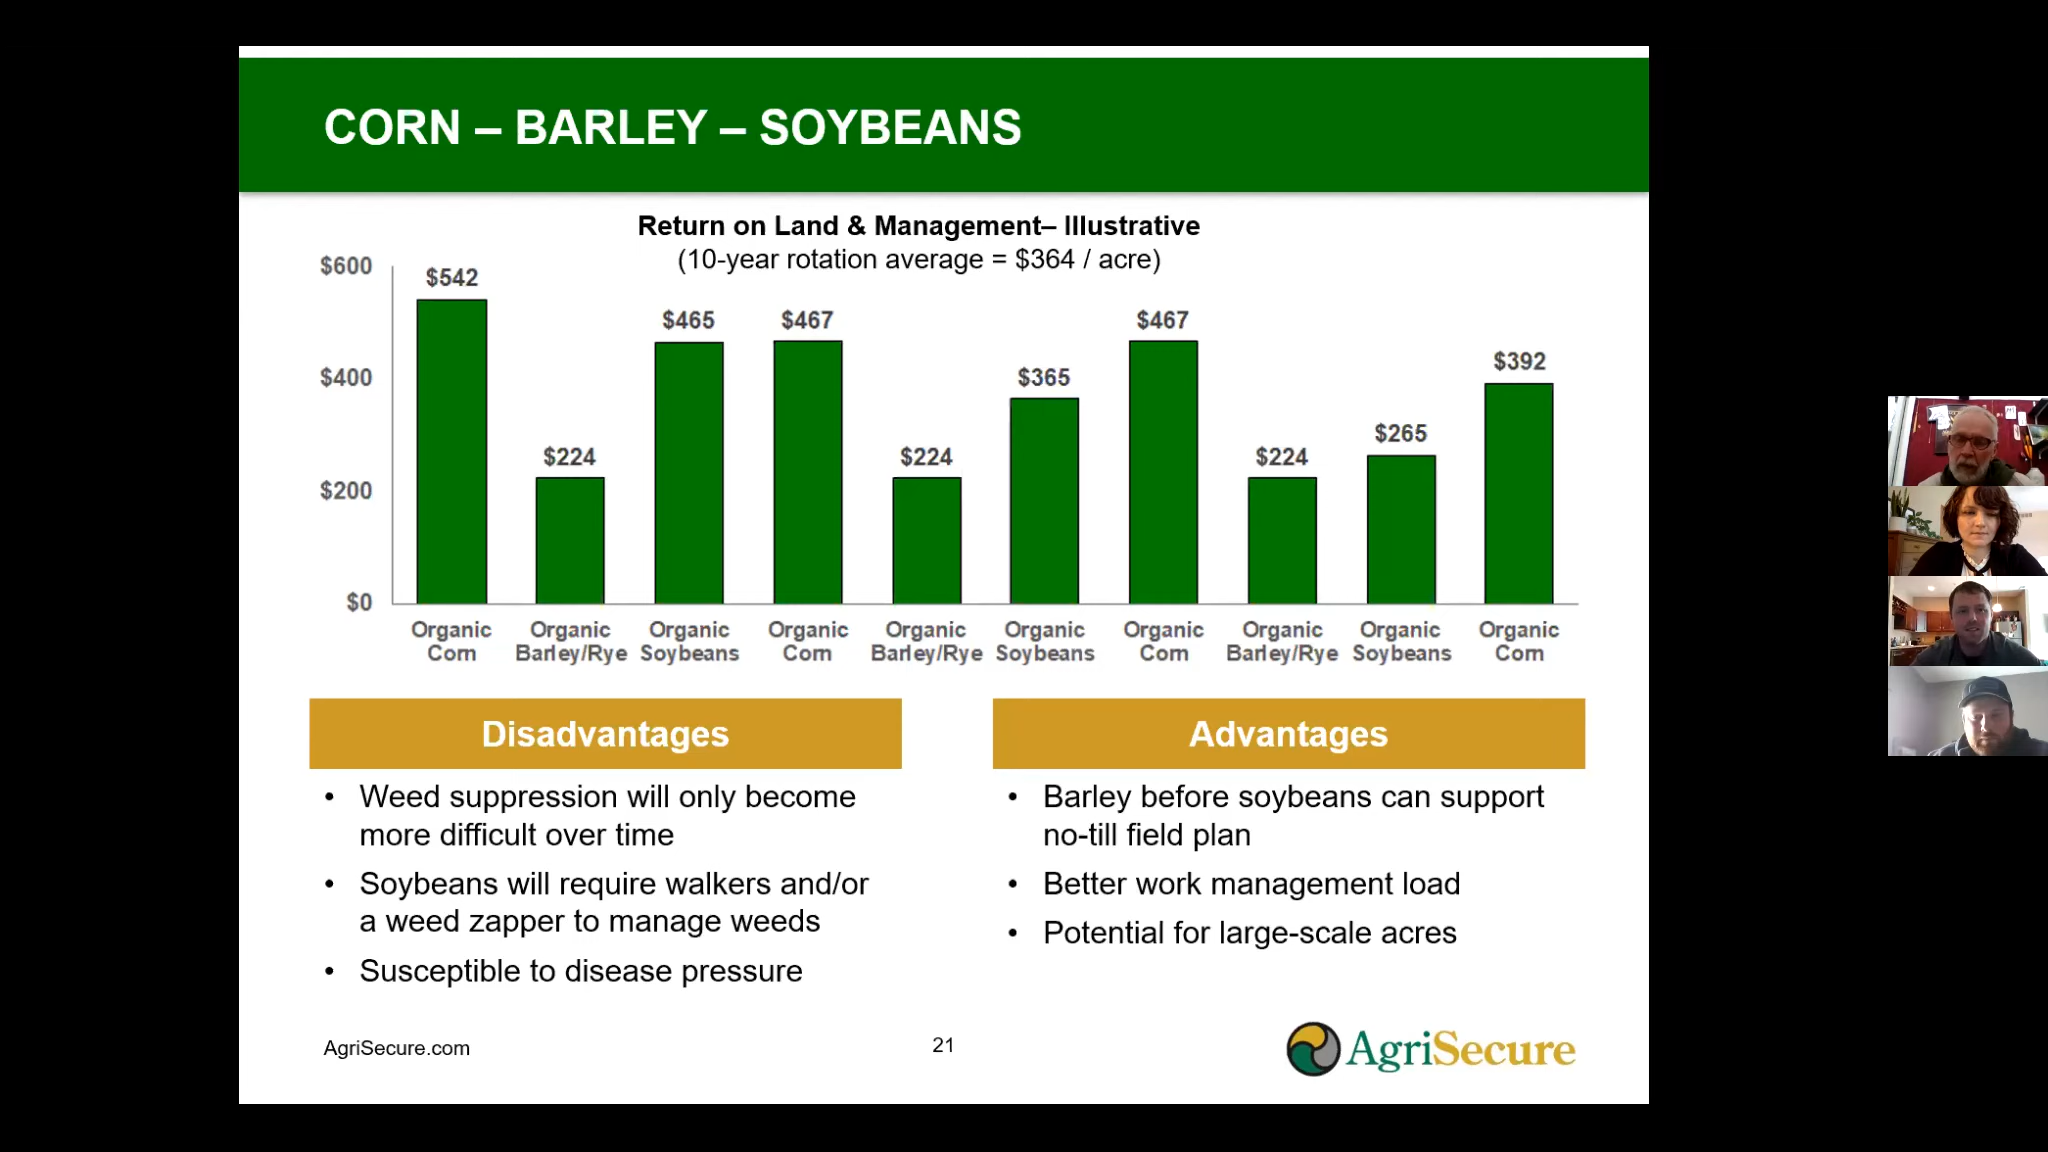 CORN – BARLEY – SOYBEANS
Return on Land & Management– Illustrative
(10-year rotation average = $364 / acre)
$600
$400
$200
$0
$542
$224
$465
$467
$224
$365
$467
$224
$265
$392
Organic Corn
Organic Barley/Rye
Organic Soybeans
Organic Corn
Organic Barley/Rye
Organic Soybeans
Organic Corn
Organic Barley/Rye
Organic Soybeans
Organic Corn
Disadvantages
• Weed suppression will only become
more difficult over time
• Soybeans will require walkers and/or
a weed zapper to manage weeds
• Susceptible to disease pressure
Advantages
• Barley before soybeans can support
no-till field plan
• Better work management load
• Potential for large-scale acres
AgriSecure.com
21
AgriSecure